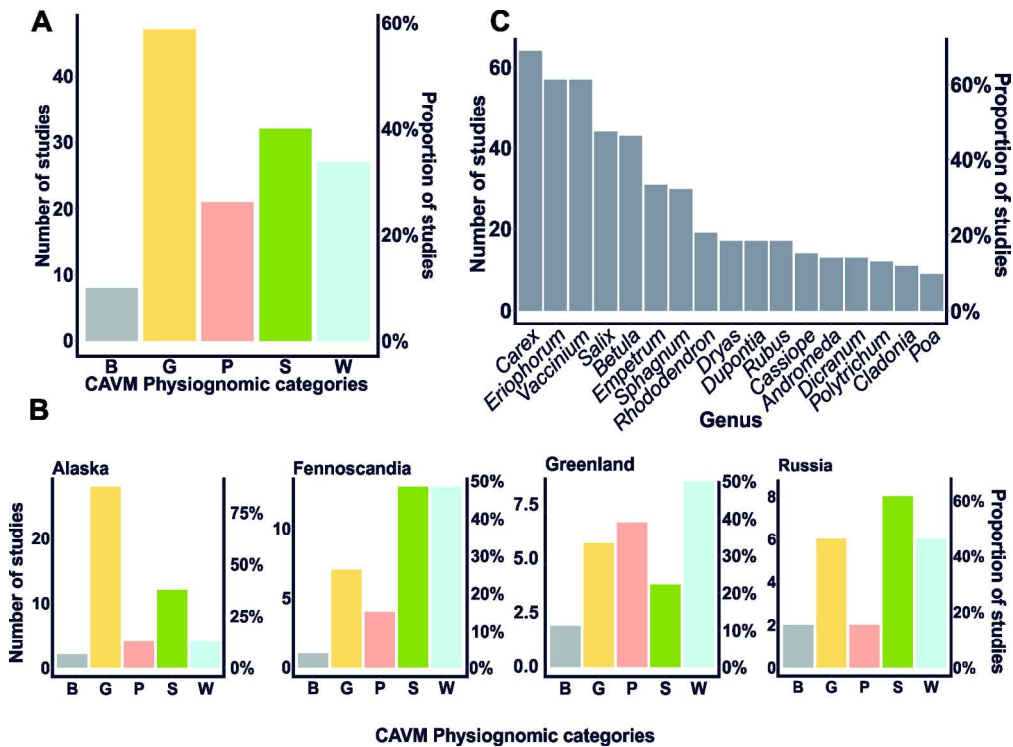 A
Number of studies
40
30
20
10
0
60%
40%
20%
0%
Proportion of studies
B G P S W
CAVM Physiognomic categories
Number of studies
60
40
20
0
60%
40%
20%
0%
Proportion of studies
Carex
Eriophorum
Vaccinium
Salix
Betula
Empetrum
Sphagnum
Rhododendron
Dryas
Dupontia
Rubus
Cassiope
Andromeda
Dicranum
Polytrichum
Cladonia
Poa
Genus
C
B
Alaska
Number of studies
20
10
0
75%
50%
25%
0%
B G P S W
Fennoscandia
10
5
0
50%
40%
30%
20%
10%
0%
B G P S W
Greenland
7.5
5.0
2.5
0.0
50%
40%
30%
20%
10%
0%
B G P S W
Russia
8
6
4
2
0
60%
40%
20%
0%
Proportion of studies
B G P S W
CAVM Physiognomic categories